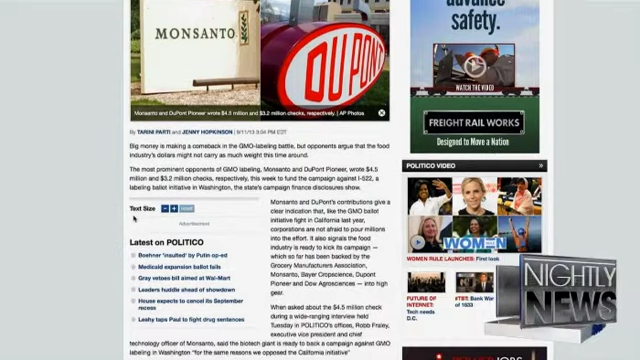 MONSANTO
DU PONT
Monsanto and DuPont Pioneer wrote $4.5 million and $3.2 million checks, respectively. | AP Photos
By TARINI PARTI and JENNY HOPKINSON | 9/11/13 3:04 PM EDT
Big money is making a comeback in the GMO-labeling battle, but opponents argue that the food
industry's dollars might not carry as much weight this time around.
The most prominent opponents of GMO labeling, Monsanto and DuPont Pioneer, wrote $4.5
million and $3.2 million checks, respectively, this week to fund the campaign against I-522, a
labeling ballot initiative in Washington, the state's campaign finance disclosures show.
Text Size
- +
reset
Advertisement
Latest on POLITICO
Boehner 'insulted' by Putin op-ed
Medicaid expansion battle fails
Gray vetoes bill aimed at Wal-Mart
Leaders huddle ahead of showdown
House expects to cancel its September
recess
Leahy taps Paul to fight drug sentences
Monsanto and DuPont's contributions give a
clear indication that, like the GMO ballot
initiative fight in California last year,
corporations are not afraid to pour millions
into the effort. It also signals the food
industry is ready to kick its campaign —
which so far has been backed by the
Grocery Manufacturers Association,
Monsanto, Bayer Cropscience, Dupont
Pioneer and Dow Agrosciences — into high
gear.
When asked about the $4.5 million check
during a wide-ranging interview held
Tuesday in POLITICO's offices, Robb Fraley,
executive vice president and chief
technology officer of Monsanto, said the biotech giant is ready to back a campaign against GMO
labeling in Washington "for the same reasons we opposed the California initiative"
advance
safety.
WATCH THE VIDEO
FREIGHT RAIL WORKS
Designed to Move a Nation
POLITICO VIDEO
WOMEN
WOMEN RULE LAUNCHES: First look
FUTURE OF
INTERNET:
Tech needs
D.C.
#TBT: Bank War
of 1833
JOBS
NIGHTLY
NEWS